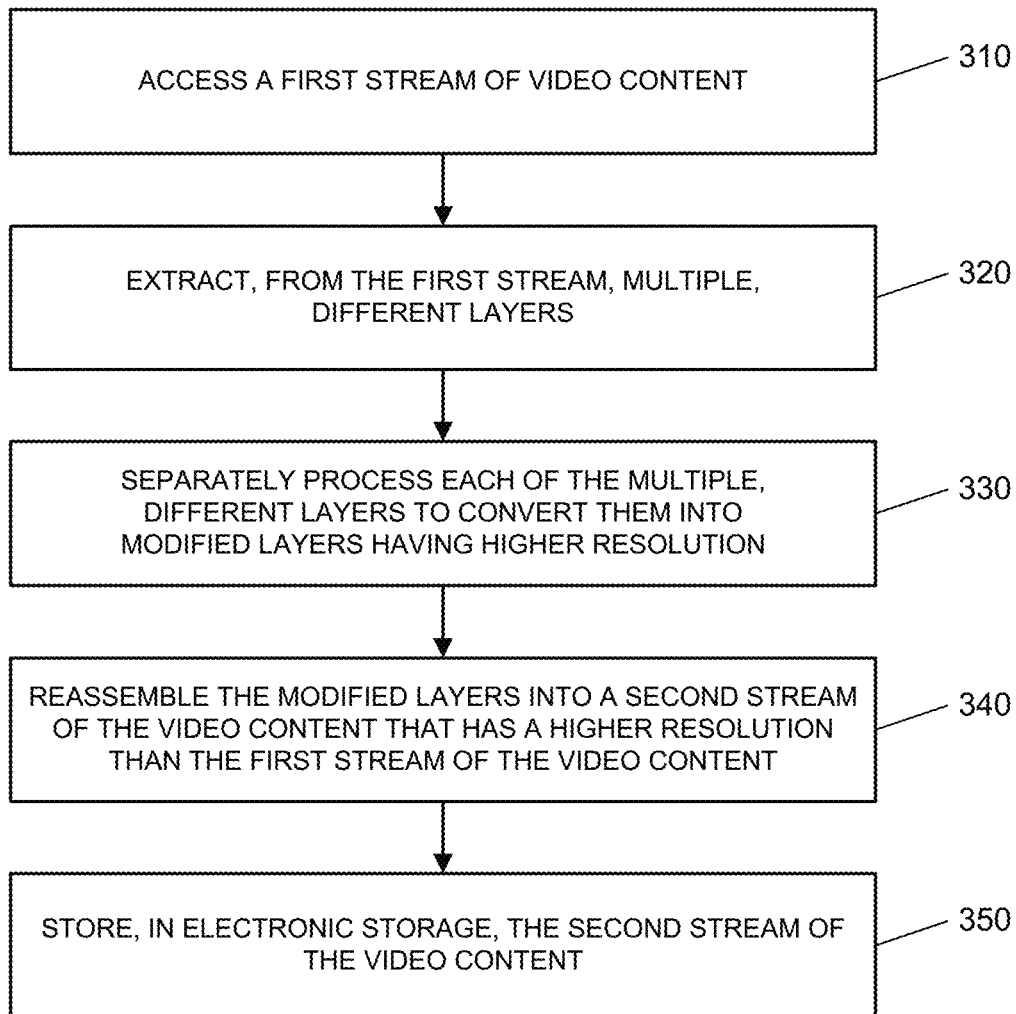 ACCESS A FIRST STREAM OF VIDEO CONTENT
310
EXTRACT, FROM THE FIRST STREAM, MULTIPLE,
DIFFERENT LAYERS
320
SEPARATELY PROCESS EACH OF THE MULTIPLE,
DIFFERENT LAYERS TO CONVERT THEM INTO
MODIFIED LAYERS HAVING HIGHER RESOLUTION
330
REASSEMBLE THE MODIFIED LAYERS INTO A SECOND STREAM
OF THE VIDEO CONTENT THAT HAS A HIGHER RESOLUTION
THAN THE FIRST STREAM OF THE VIDEO CONTENT
340
STORE, IN ELECTRONIC STORAGE, THE SECOND STREAM OF
THE VIDEO CONTENT
350